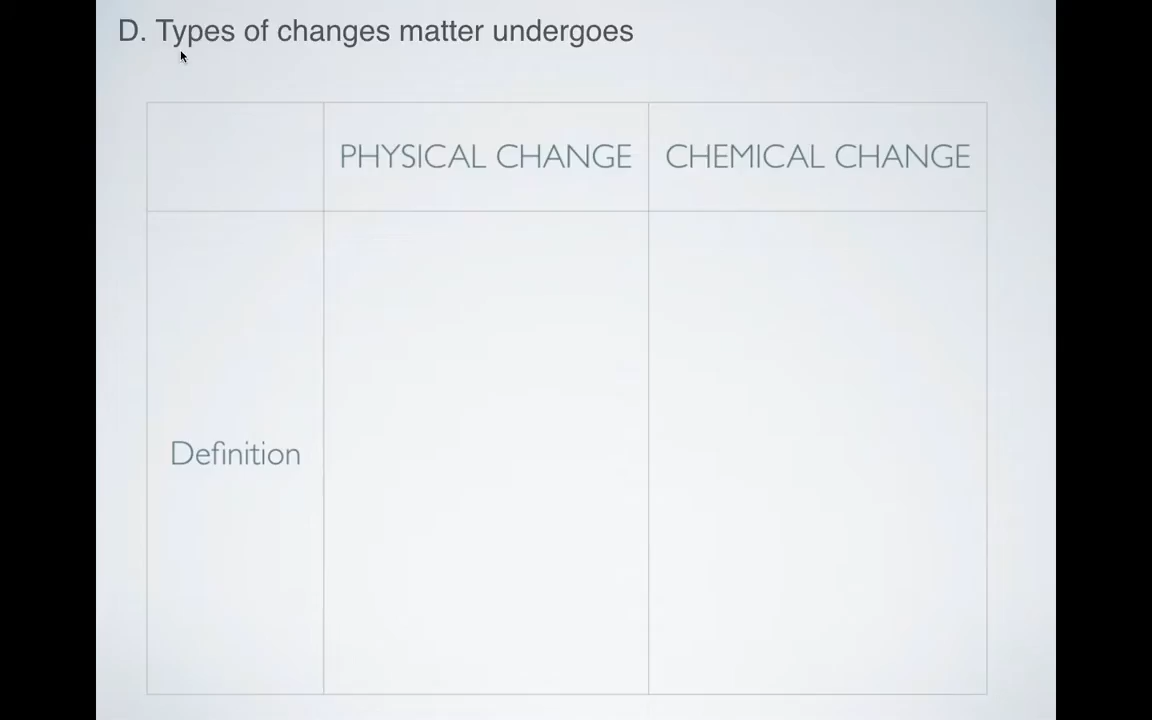 D. Types of changes matter undergoes
PHYSICAL CHANGE
CHEMICAL CHANGE
Definition